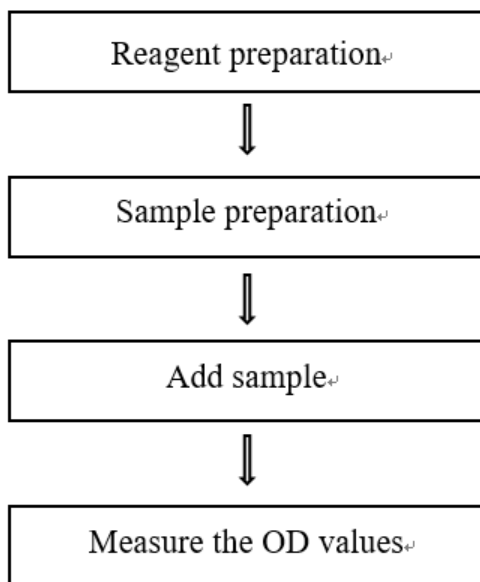 Reagent preparation
Sample preparation
Add sample
Measure the OD values